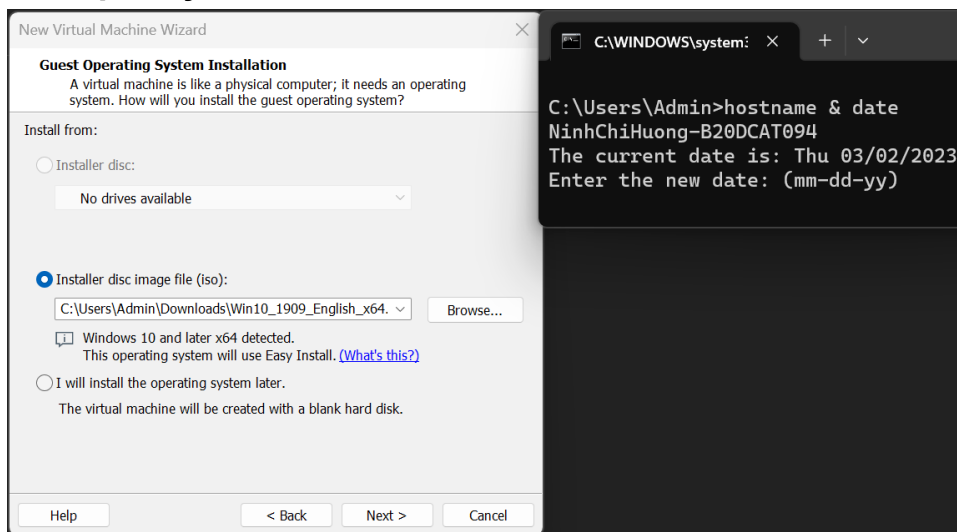 New Virtual Machine Wizard
Guest Operating System Installation
A virtual machine is like a physical computer; it needs an operating
system. How will you install the guest operating system?
Install from:
Installer disc:
No drives available
Installer disc image file (iso):
C:\Users\Admin\Downloads\Win10_1909_English_x64.
Browse...
Windows 10 and later x64 detected.
This operating system will use Easy Install. (What's this?)
I will install the operating system later.
The virtual machine will be created with a blank hard disk.
Help
< Back
Next >
Cancel
C:\WINDOWS\system3
C:\Users\Admin>hostname & date
NinhChiHuong-B20DCAT094
The current date is: Thu 03/02/2023
Enter the new date: (mm-dd-yy)